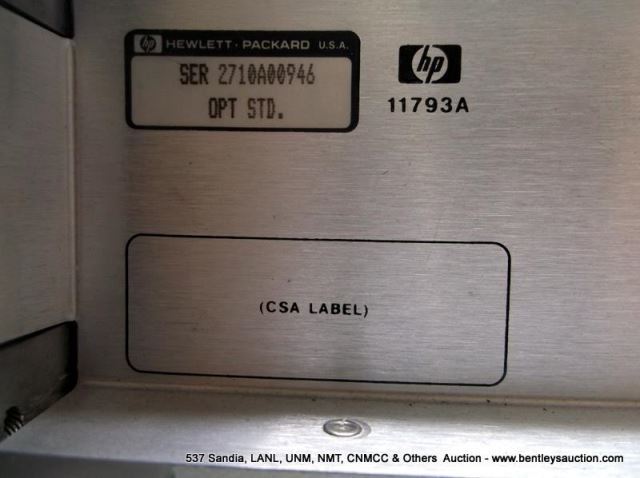 hp HEWLETT·PACKARD U.S.A.
SER 2710A00946
OPT STD.
hp
11793A
(CSA LABEL)
537 Sandia, LANL, UNM, NMT, CNMCC & Others Auction - www.bentleysauction.com